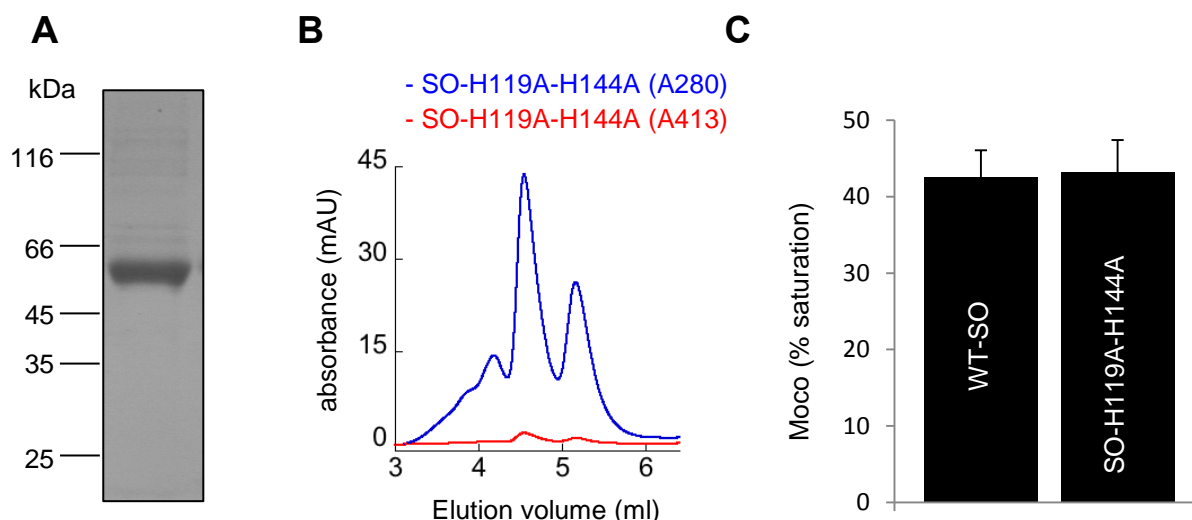 A
kDa
116
66
45
35
25
B
- SO-H119A-H144A (A280)
- SO-H119A-H144A (A413)
absorbance (mAU)
45
30
15
0
3 4 5 6
Elution volume (ml)
C
Moco (% saturation)
50
40
30
20
10
0
WT-SO
SO-H119A-H144A